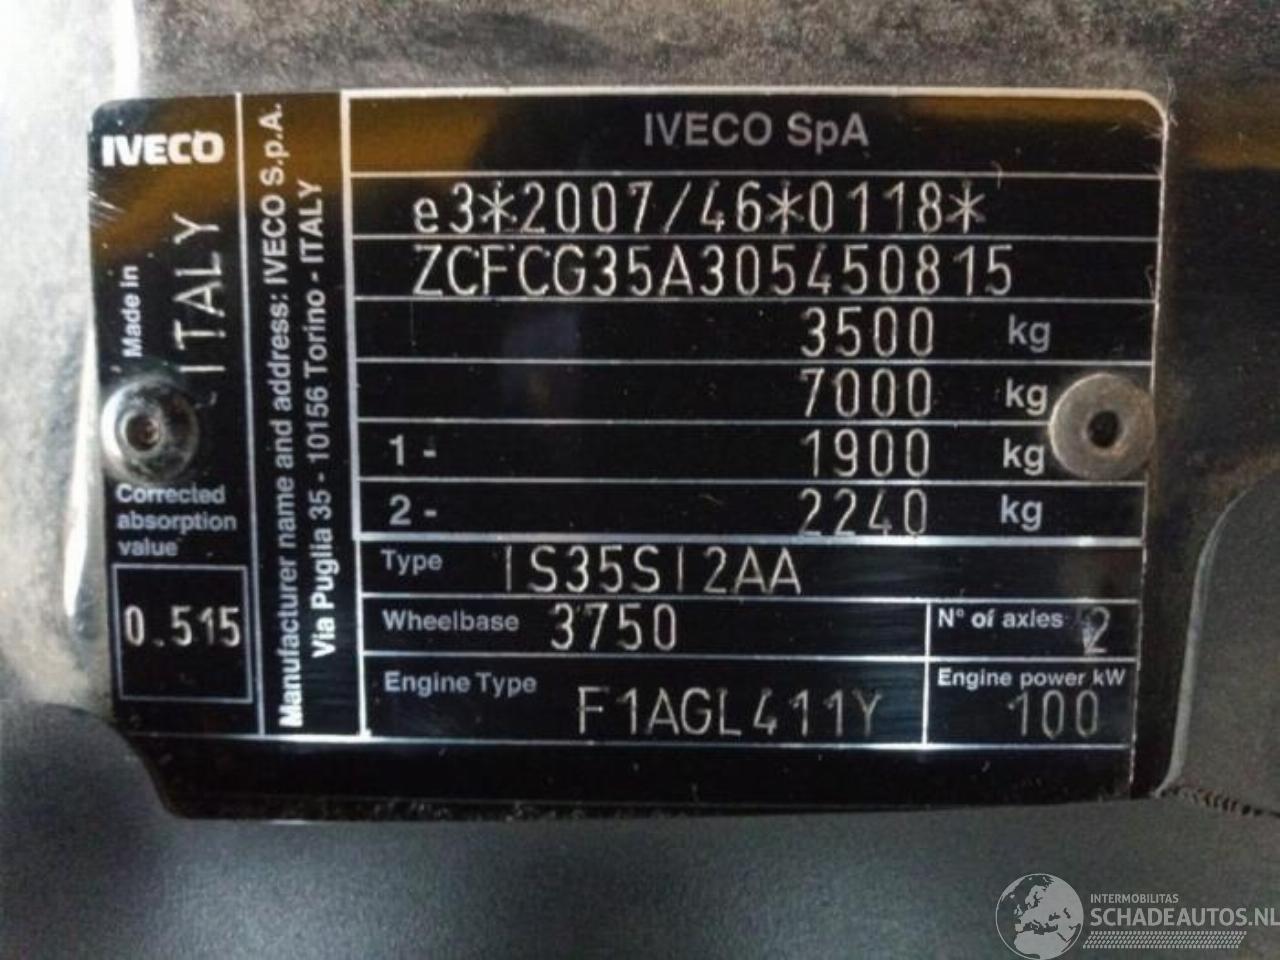 IVECO
Made in ITALY
Corrected
absorption
value
0.515
Manufacturer name and address: IVECO S.p.A.
Via Puglia 35 - 10156 Torino - ITALY
IVECO SpA
e3*2007/46*0118*
ZCFCG35A305450815
3500 kg
7000 kg
1 - 1900 kg
2 - 2240 kg
Type IS35SI2AA
Wheelbase 3750 N° of axles 2
Engine Type F1AGL411Y Engine power kW 100
INTERMOBILITAS
SCHADEAUTOS.NL